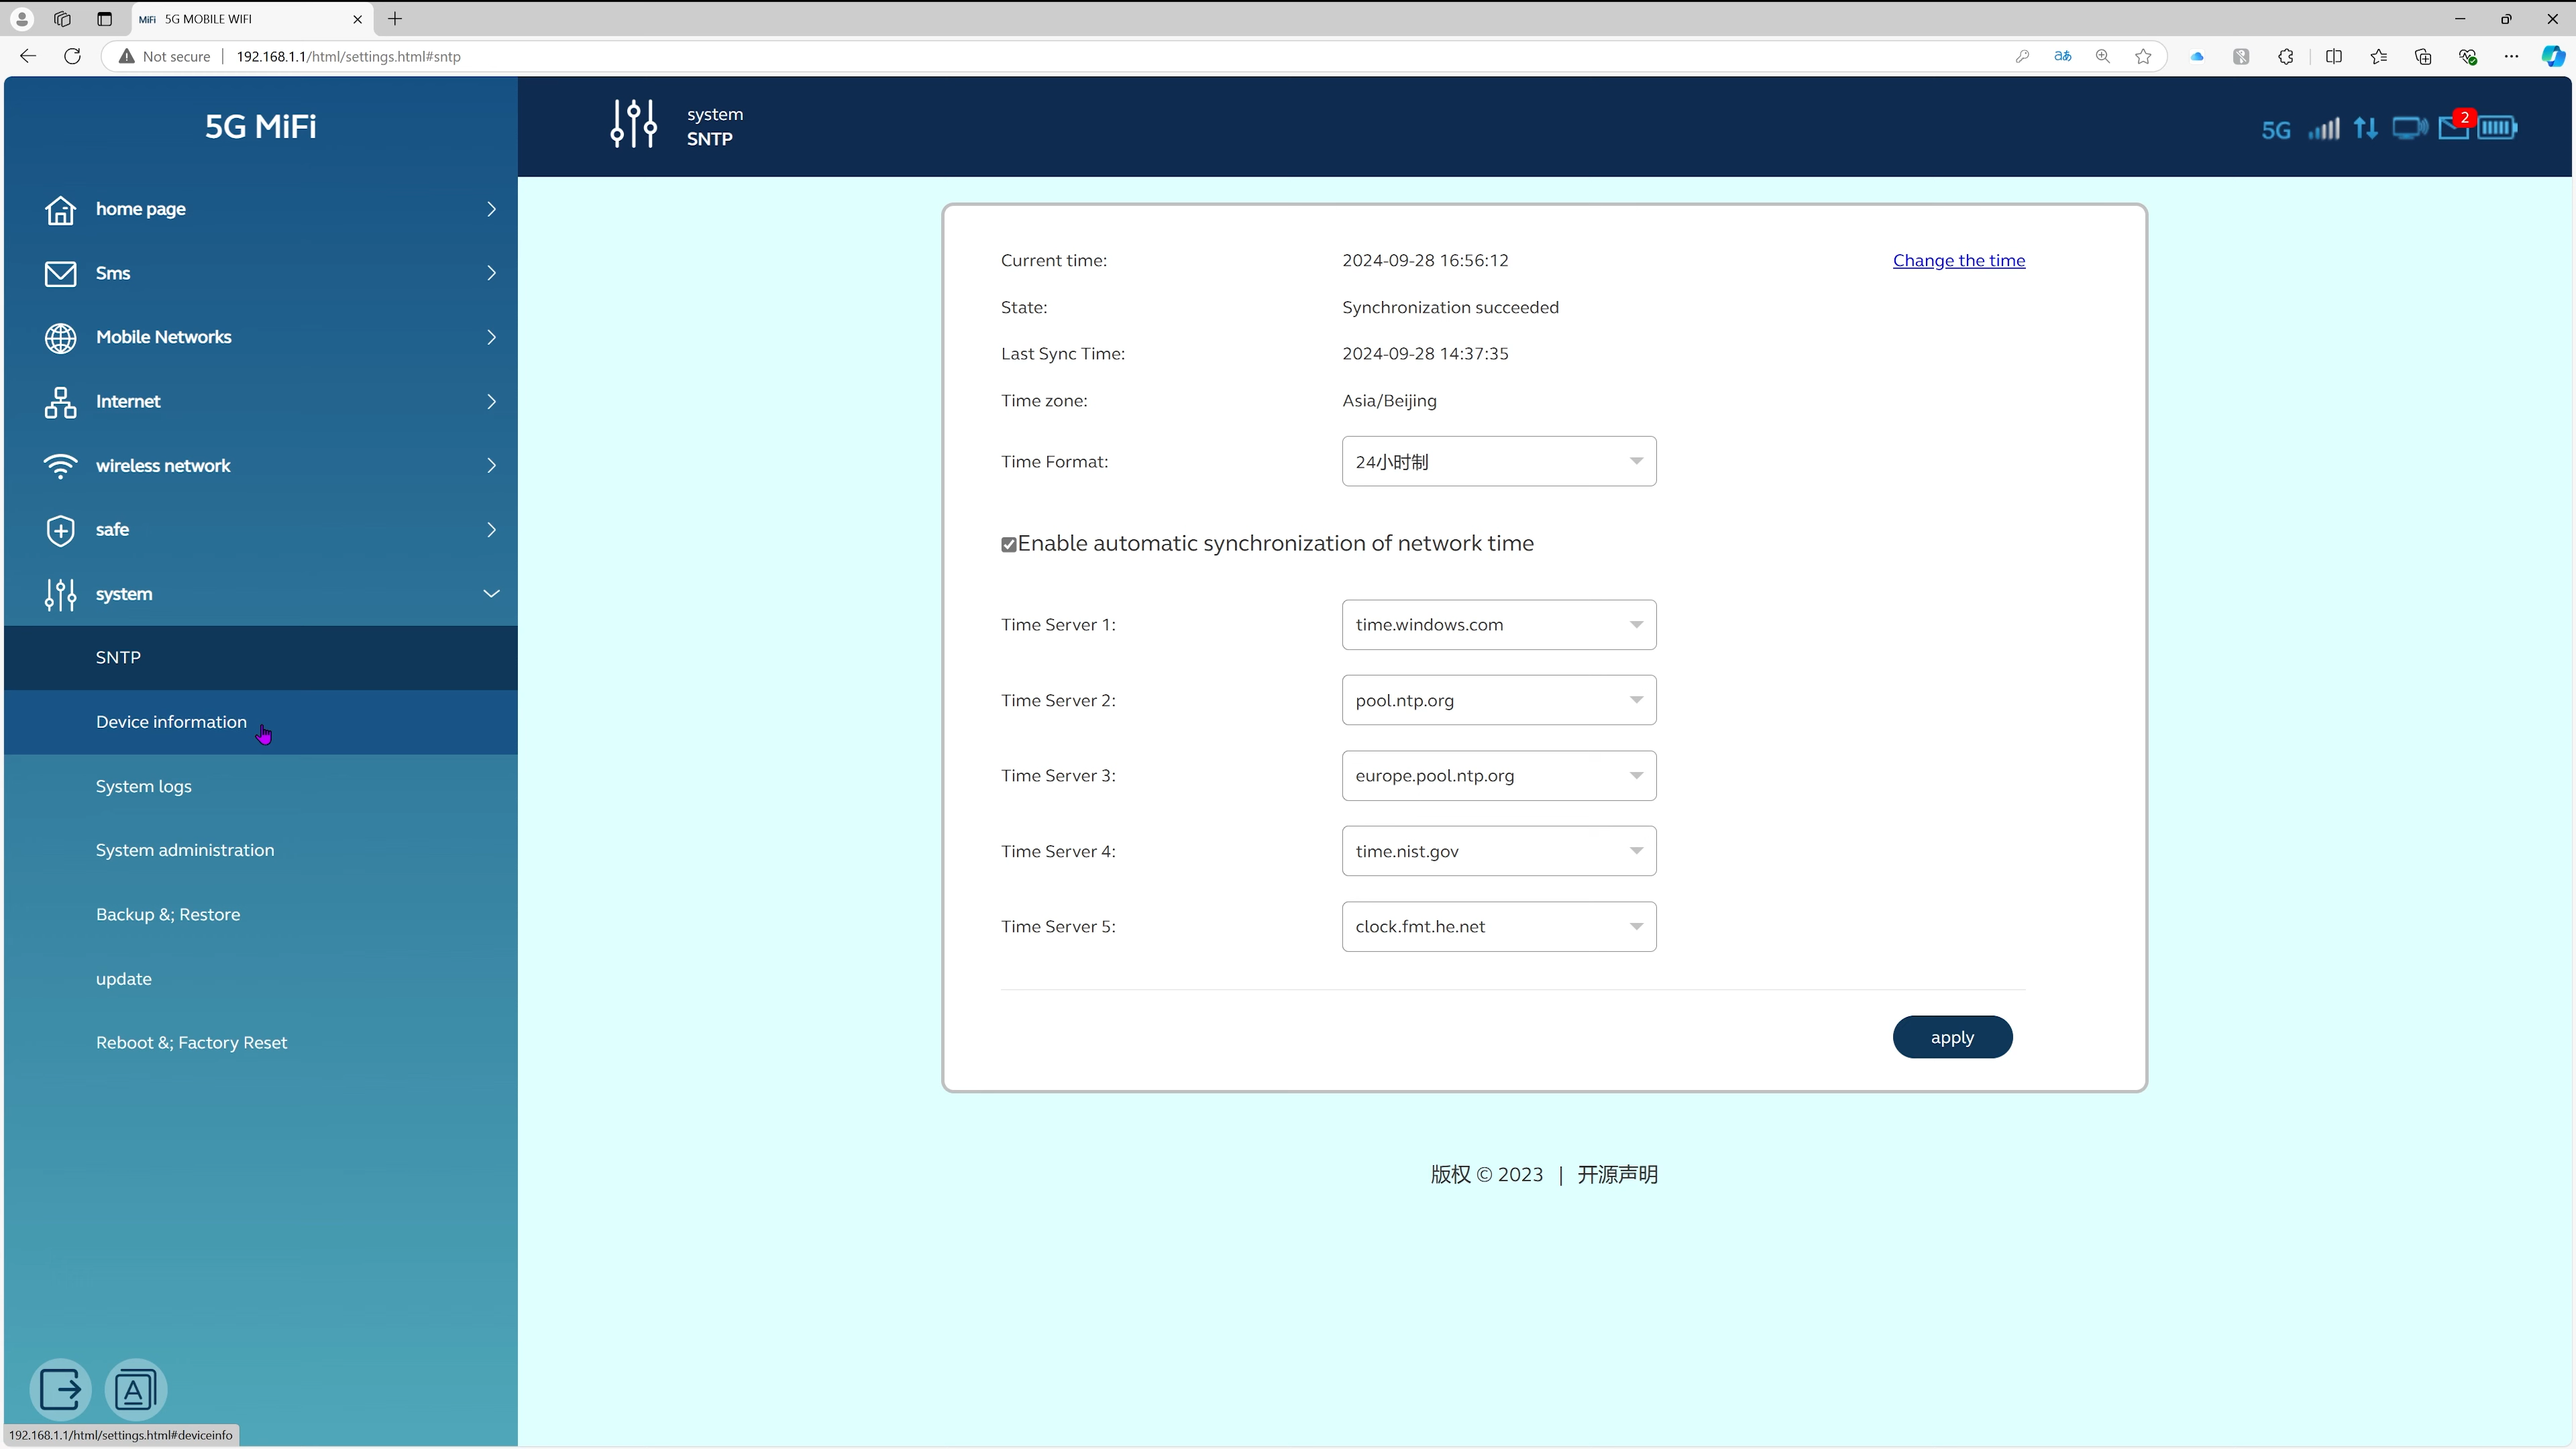 MiFi 5G MOBILE WIFI
Not secure 192.168.1.1/html/settings.html#sntp
aあ
5G MiFi
home page
Sms
Mobile Networks
Internet
wireless network
safe
system
SNTP
Device information
System logs
System administration
Backup &; Restore
update
Reboot &; Factory Reset
A
192.168.1.1/html/settings.html#deviceinfo
system
SNTP
5G
2
Current time: 2024-09-28 16:56:12 Change the time
State: Synchronization succeeded
Last Sync Time: 2024-09-28 14:37:35
Time zone: Asia/Beijing
Time Format: 24小时制
Enable automatic synchronization of network time
Time Server 1: time.windows.com
Time Server 2: pool.ntp.org
Time Server 3: europe.pool.ntp.org
Time Server 4: time.nist.gov
Time Server 5: clock.fmt.he.net
apply
版权 © 2023 | 开源声明